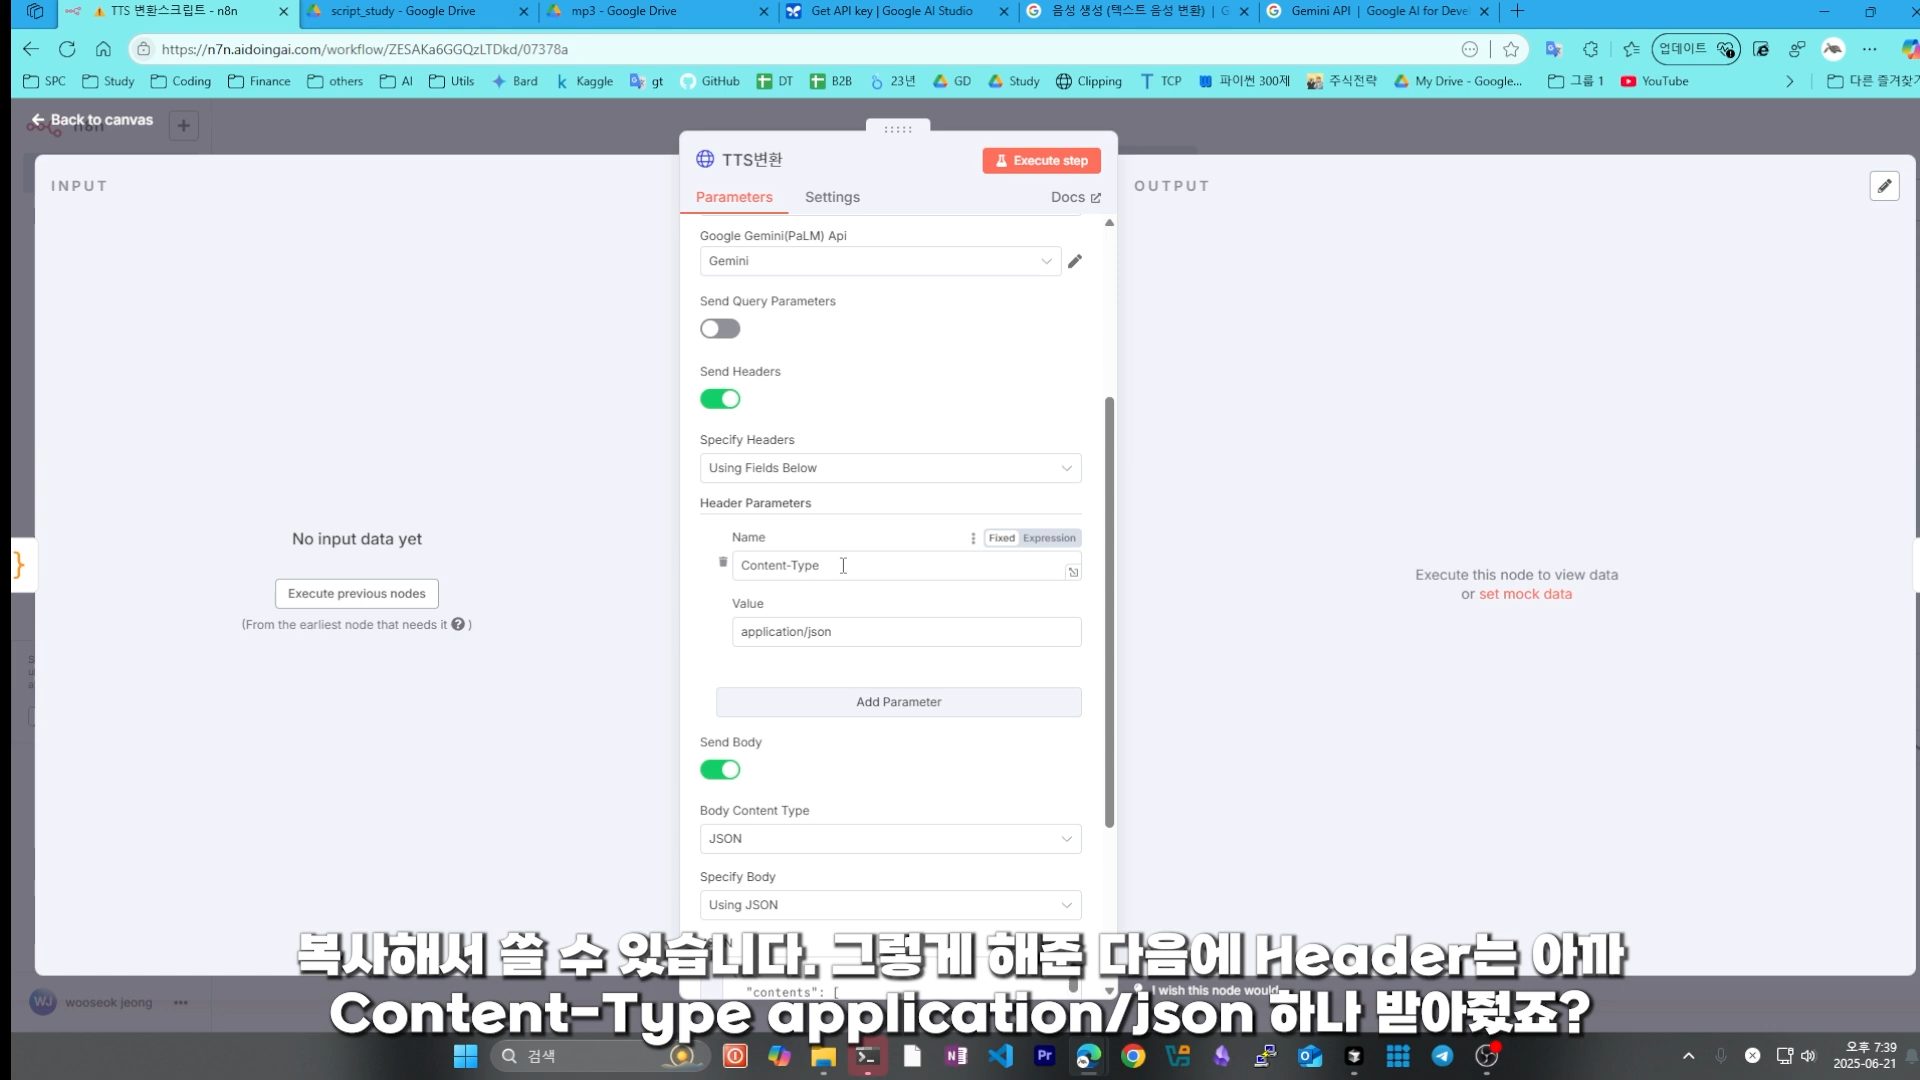 TTS 변환스크립트 - n8n
script_study - Google Drive
mp3 - Google Drive
Get API key | Google AI Studio
음성 생성(텍스트 음성 변환) | G
Gemini API | Google AI for Deve
https://n7n.aidoingai.com/workflow/ZESAKa6GGQzLTDkd/07378a
업데이트
SPC
Study
Coding
Finance
others
AI
Utils
Bard
Kaggle
gt
GitHub
DT
B2B
23년
GD
Study
Clipping
TCP
파이썬 300제
주식전략
My Drive - Google...
그룹 1
YouTube
다른 즐겨찾기
Back to canvas
n8n
TTS변환
Execute step
INPUT
OUTPUT
Parameters
Settings
Docs
Google Gemini(PaLM) Api
Gemini
Send Query Parameters
Send Headers
Specify Headers
Using Fields Below
Header Parameters
Name
Fixed
Expression
Content-Type
Value
application/json
Add Parameter
Send Body
Body Content Type
JSON
Specify Body
Using JSON
"contents": [
No input data yet
Execute previous nodes
(From the earliest node that needs it ? )
Execute this node to view data
or set mock data
I wish this node would
WJ
wooseok jeong
복사해서 쓸 수 있습니다. 그렇게 해준 다음에 Header는 아까
Content-Type application/json 하나 받아줬죠?
검색
오후 7:39
2025-06-21